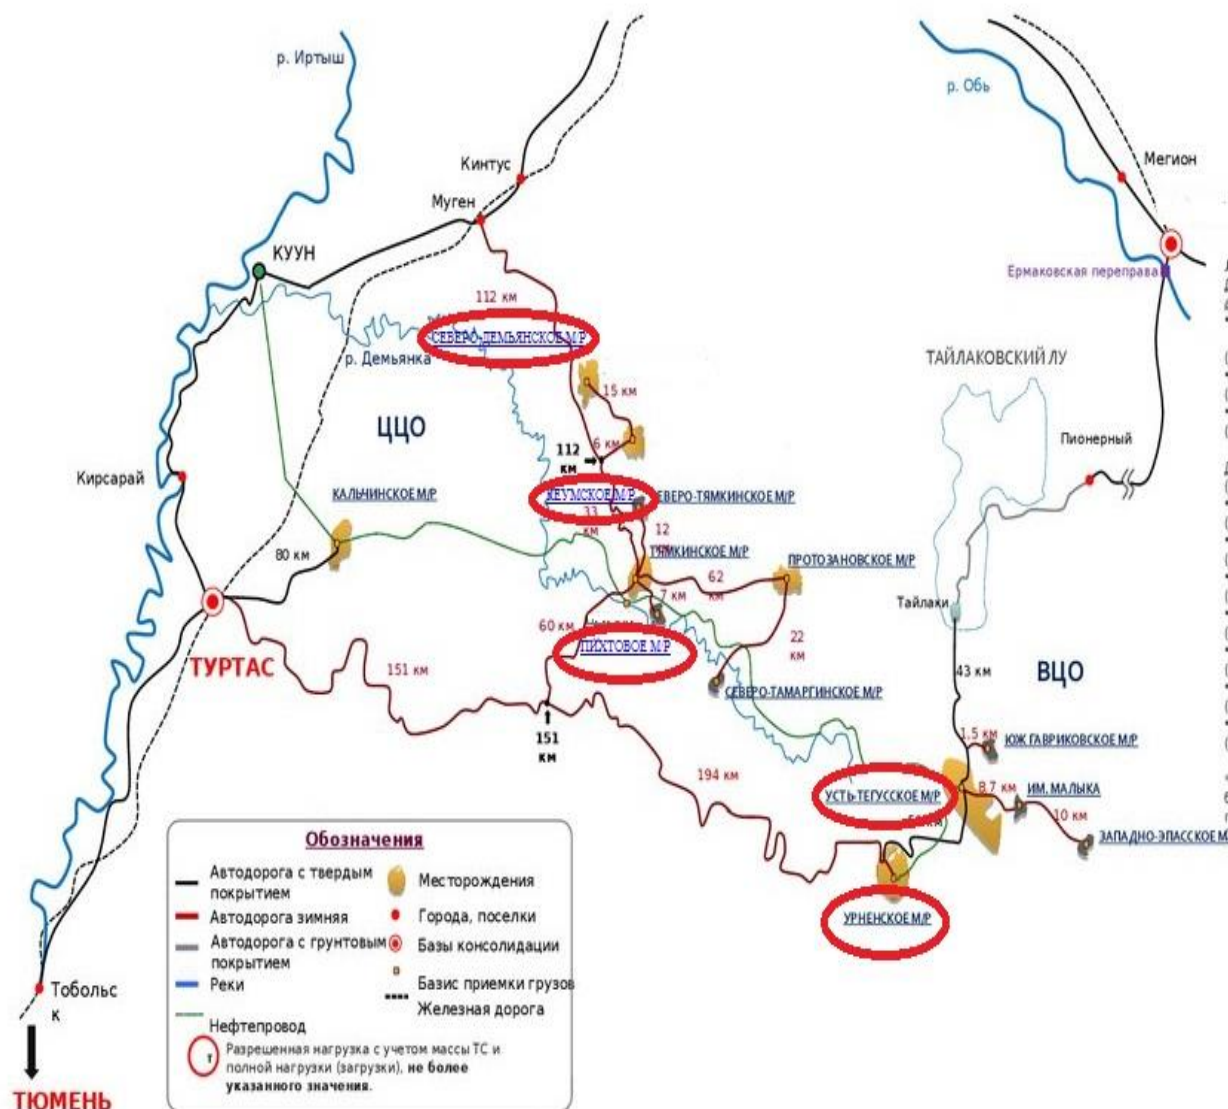 р. Иртыш
р. Обь
Кинтус
Мегион
Муген
КУУН
Ермаковская переправа
112 км
СЕВЕРО-ДЕМЬЯНСКОЕ М/Р
р. Демьянка
ТАЙЛАКОВСКИЙ ЛУ
15 км
ЦЦО
6 км
Пионерный
112
км
Кирсарай
КАЛЬЧИНСКОЕ М/Р
КЕУМСКОЕ М/Р
СЕВЕРО-ТЯМКИНСКОЕ М/Р
33
км
12
80 км
ТЯМКИНСКОЕ М/Р
ПРОТОЗАНОВСКОЕ М/Р
62
км
7 км
Тайлаки
60 км
22
км
ПИХТОВОЕ М/Р
ТУРТАС
151 км
43 км
ВЦО
СЕВЕРО-ТАМАРГИНСКОЕ М/Р
151
км
1.5 км
ЮЖ ГАВРИКОВСКОЕ М/Р
194 км
УСТЬ-ТЕГУССКОЕ М/Р
8.7 км
ИМ. МАЛЫКА
10 км
ЗАПАДНО-ЭПАССКОЕ М/
УРНЕНСКОЕ М/Р
Обозначения
Автодорога с твердым
покрытием
Месторождения
Автодорога зимняя
Города, поселки
Автодорога с грунтовым
покрытием
Базы консолидации
Реки
Базис приемки грузов
Железная дорога
Нефтепровод
т
Разрешенная нагрузка с учетом массы ТС и
полной нагрузки (загрузки), не более
указанного значения.
Тобольс
к
ТЮМЕНЬ